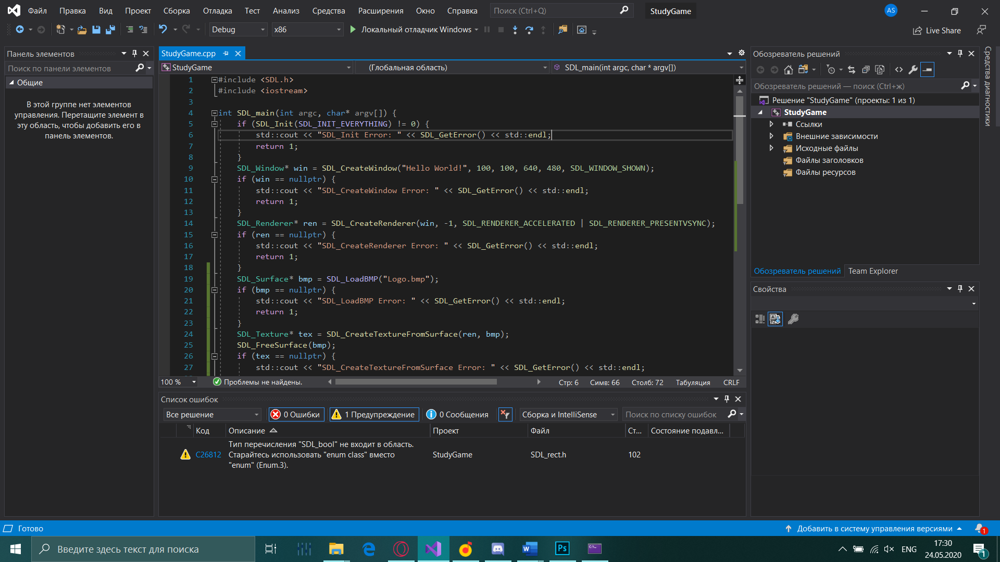 Файл Правка Вид Проект Сборка Отладка Тест Анализ Средства Расширения Окно Справка Поиск (Ctrl+Q) StudyGame AS
Debug x86 Локальный отладчик Windows Live Share
Панель элементов
Поиск по панели элементов
Общие
В этой группе нет элементов
управления. Перетащите элемент в
эту область, чтобы добавить его в
панель элементов.
StudyGame.cpp
StudyGame (Глобальная область) SDL_main(int argc, char * argv[])
1 #include <SDL.h>
2 #include <iostream>
3
4 int SDL_main(int argc, char* argv[]) {
5 if (SDL_Init(SDL_INIT_EVERYTHING) != 0) {
6 std::cout << "SDL_Init Error: " << SDL_GetError() << std::endl;
7 return 1;
8 }
9 SDL_Window* win = SDL_CreateWindow("Hello World!", 100, 100, 640, 480, SDL_WINDOW_SHOWN);
10 if (win == nullptr) {
11 std::cout << "SDL_CreateWindow Error: " << SDL_GetError() << std::endl;
12 return 1;
13 }
14 SDL_Renderer* ren = SDL_CreateRenderer(win, -1, SDL_RENDERER_ACCELERATED | SDL_RENDERER_PRESENTVSYNC);
15 if (ren == nullptr) {
16 std::cout << "SDL_CreateRenderer Error: " << SDL_GetError() << std::endl;
17 return 1;
18 }
19 SDL_Surface* bmp = SDL_LoadBMP("Logo.bmp");
20 if (bmp == nullptr) {
21 std::cout << "SDL_LoadBMP Error: " << SDL_GetError() << std::endl;
22 return 1;
23 }
24 SDL_Texture* tex = SDL_CreateTextureFromSurface(ren, bmp);
25 SDL_FreeSurface(bmp);
26 if (tex == nullptr) {
27 std::cout << "SDL_CreateTextureFromSurface Error: " << SDL_GetError() << std::endl;
100 % Проблемы не найдены. Стр: 6 Симв: 66 Столб: 72 Табуляция CRLF
Список ошибок
Все решение 0 Ошибки 1 Предупреждение 0 Сообщения Сборка и IntelliSense Поиск по списку ошибок
Код Описание Проект Файл Ст... Состояние подавл...
Тип перечисления "SDL_bool" не входит в область.
C26812 Старайтесь использовать "enum class" вместо StudyGame SDL_rect.h 102
"enum" (Enum.3).
Обозреватель решений
Обозреватель решений — поиск (Ctrl+ж)
Решение "StudyGame" (проекты: 1 из 1)
StudyGame
Ссылки
Внешние зависимости
Исходные файлы
Файлы заголовков
Файлы ресурсов
Обозреватель решений Team Explorer
Свойства
Средства диагностики
Готово Добавить в систему управления версиями 1
Введите здесь текст для поиска Ps ENG 17:30
24.05.2020 1